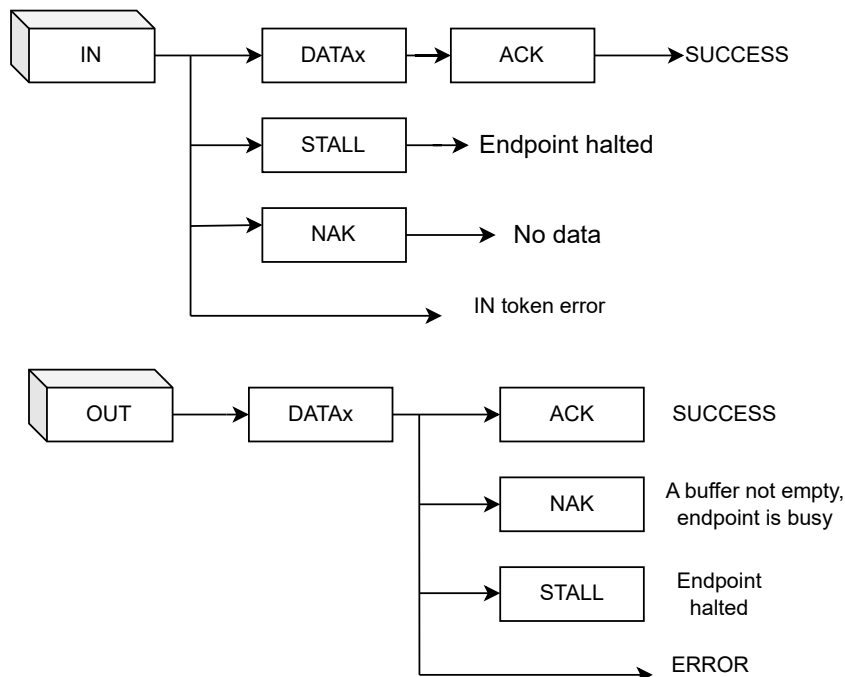 IN
DATAx
ACK
SUCCESS
STALL
Endpoint halted
NAK
No data
IN token error
OUT
DATAx
ACK
SUCCESS
NAK
A buffer not empty,
endpoint is busy
STALL
Endpoint
halted
ERROR